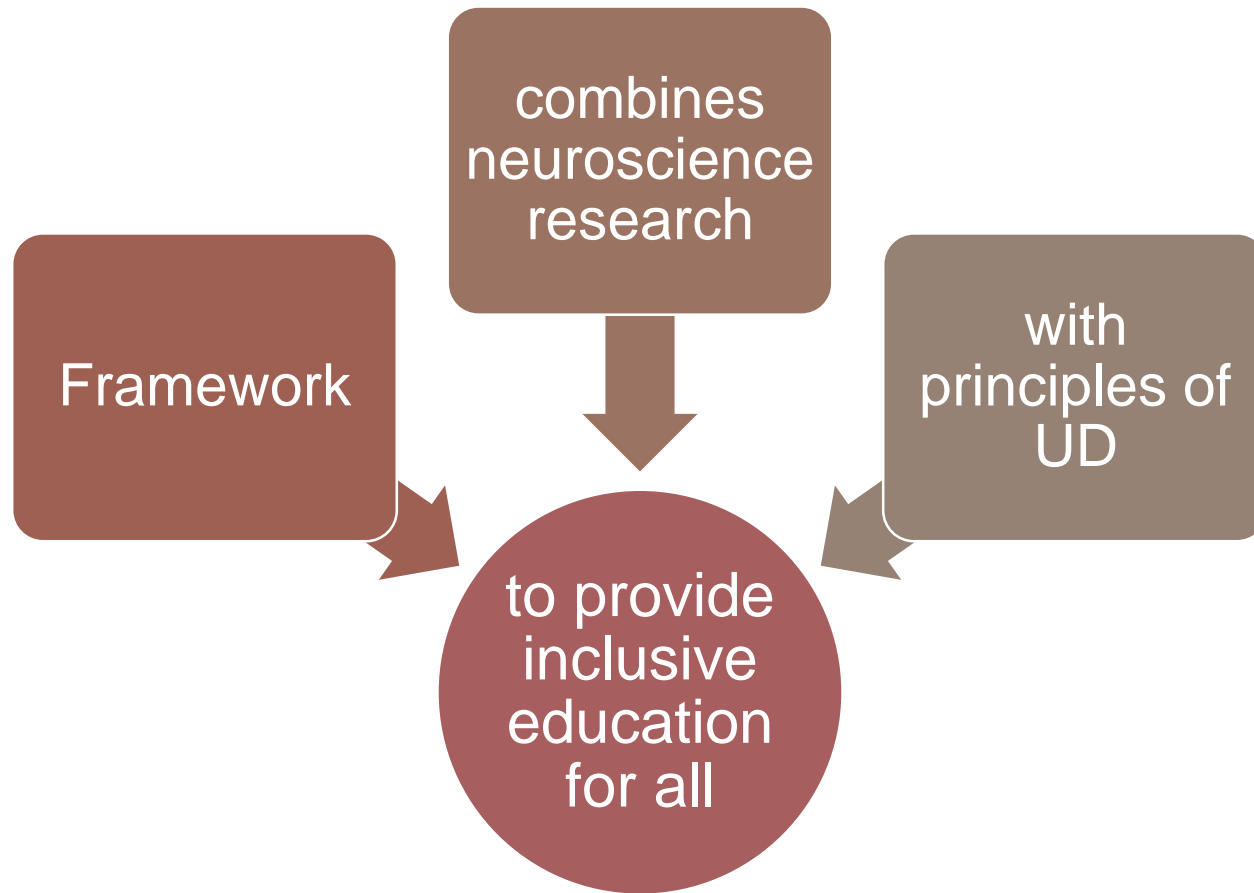 Framework
combines
neuroscience
research
with
principles of
UD
to provide
inclusive
education
for all